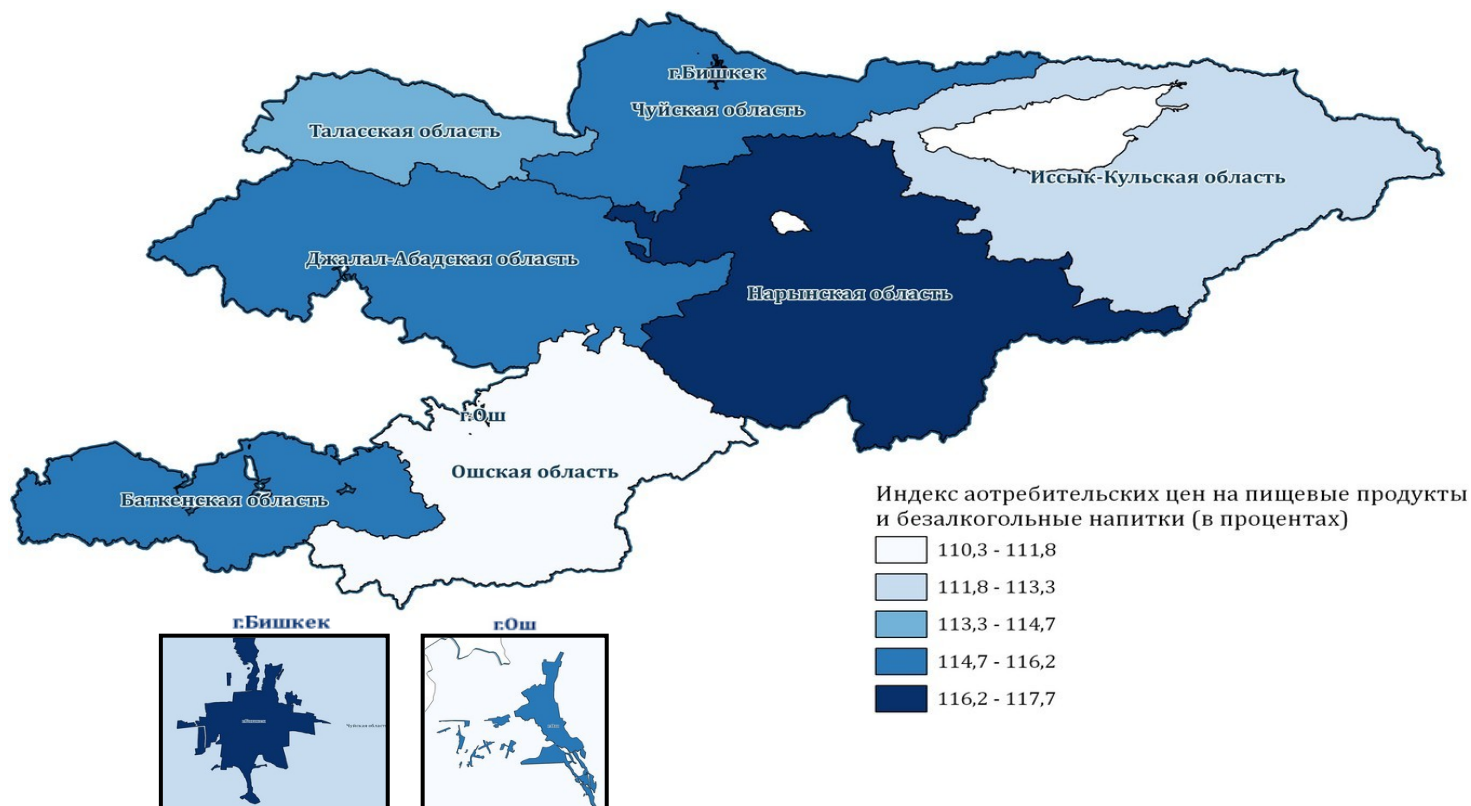 г.Бишкек
Чуйская область
Таласская область
Иссык-Кульская область
Джалал-Абадская область
Нарынская область
г.Ош
Ошская область
Баткенская область
Индекс аотребительских цен на пищевые продукты
и безалкогольные напитки (в процентах)
110,3 - 111,8
111,8 - 113,3
113,3 - 114,7
114,7 - 116,2
116,2 - 117,7
г.Бишкек
г.Ош
Чуйская область